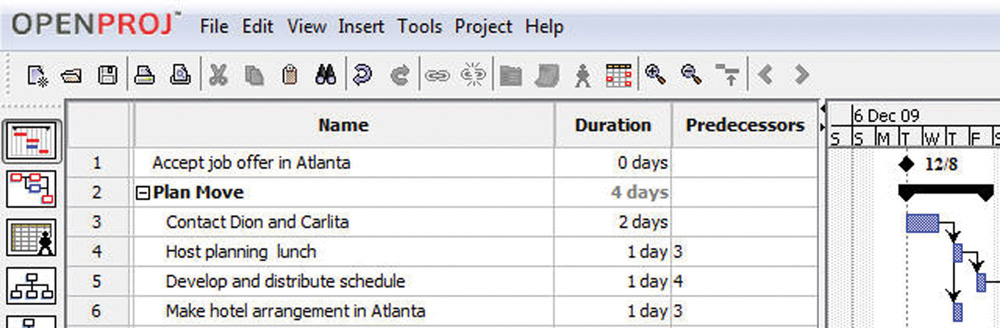 OPENPROJ™ File Edit View Insert Tools Project Help
Name Duration Predecessors 6 Dec 09
S S M T W T F S
1 Accept job offer in Atlanta 0 days 12/8
2 Plan Move 4 days
3 Contact Dion and Carlita 2 days
4 Host planning lunch 1 day 3
5 Develop and distribute schedule 1 day 4
6 Make hotel arrangement in Atlanta 1 day 3